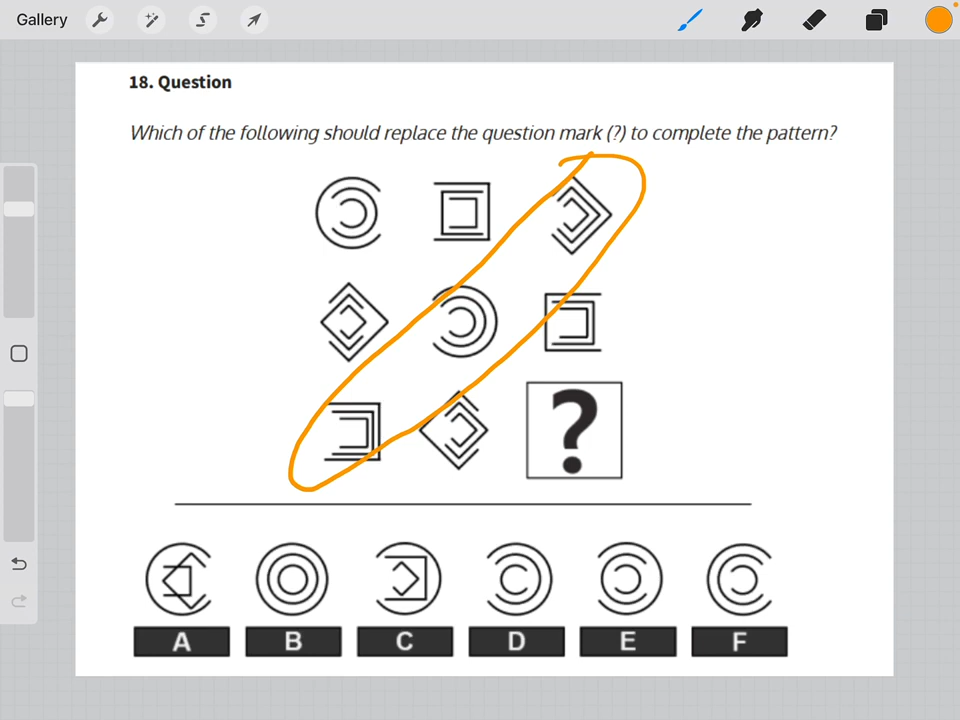 Gallery
18. Question
Which of the following should replace the question mark (?) to complete the pattern?
?
A B C D E F